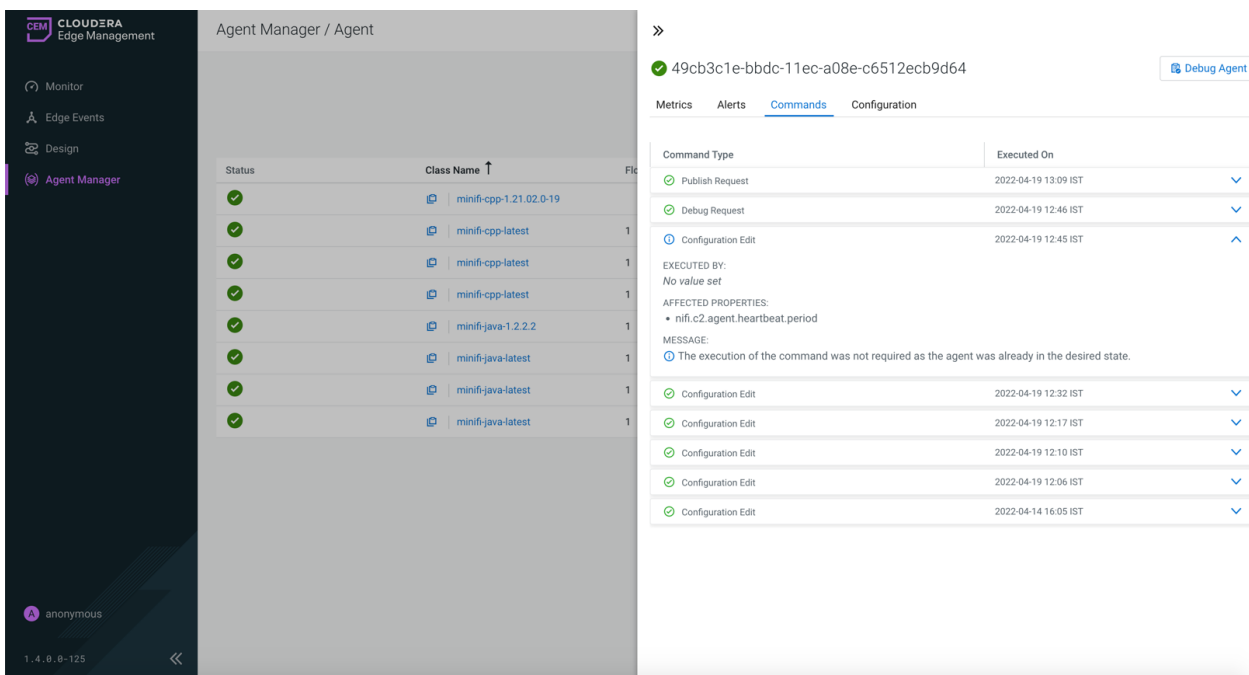 CEM CLOUDERA
Edge Management
Monitor
Edge Events
Design
Agent Manager
A anonymous
1.4.0.0-125
Agent Manager / Agent
Status Class Name Flo
minifi-cpp-1.21.02.0-19
minifi-cpp-latest 1
minifi-cpp-latest 1
minifi-cpp-latest 1
minifi-java-1.2.2.2 1
minifi-java-latest 1
minifi-java-latest 1
minifi-java-latest 1
49cb3c1e-bbdc-11ec-a08e-c6512ecb9d64
Debug Agent
Metrics Alerts Commands Configuration
Command Type Executed On
Publish Request 2022-04-19 13:09 IST
Debug Request 2022-04-19 12:46 IST
Configuration Edit 2022-04-19 12:45 IST
EXECUTED BY:
No value set
AFFECTED PROPERTIES:
• nifi.c2.agent.heartbeat.period
MESSAGE:
The execution of the command was not required as the agent was already in the desired state.
Configuration Edit 2022-04-19 12:32 IST
Configuration Edit 2022-04-19 12:17 IST
Configuration Edit 2022-04-19 12:10 IST
Configuration Edit 2022-04-19 12:06 IST
Configuration Edit 2022-04-14 16:05 IST